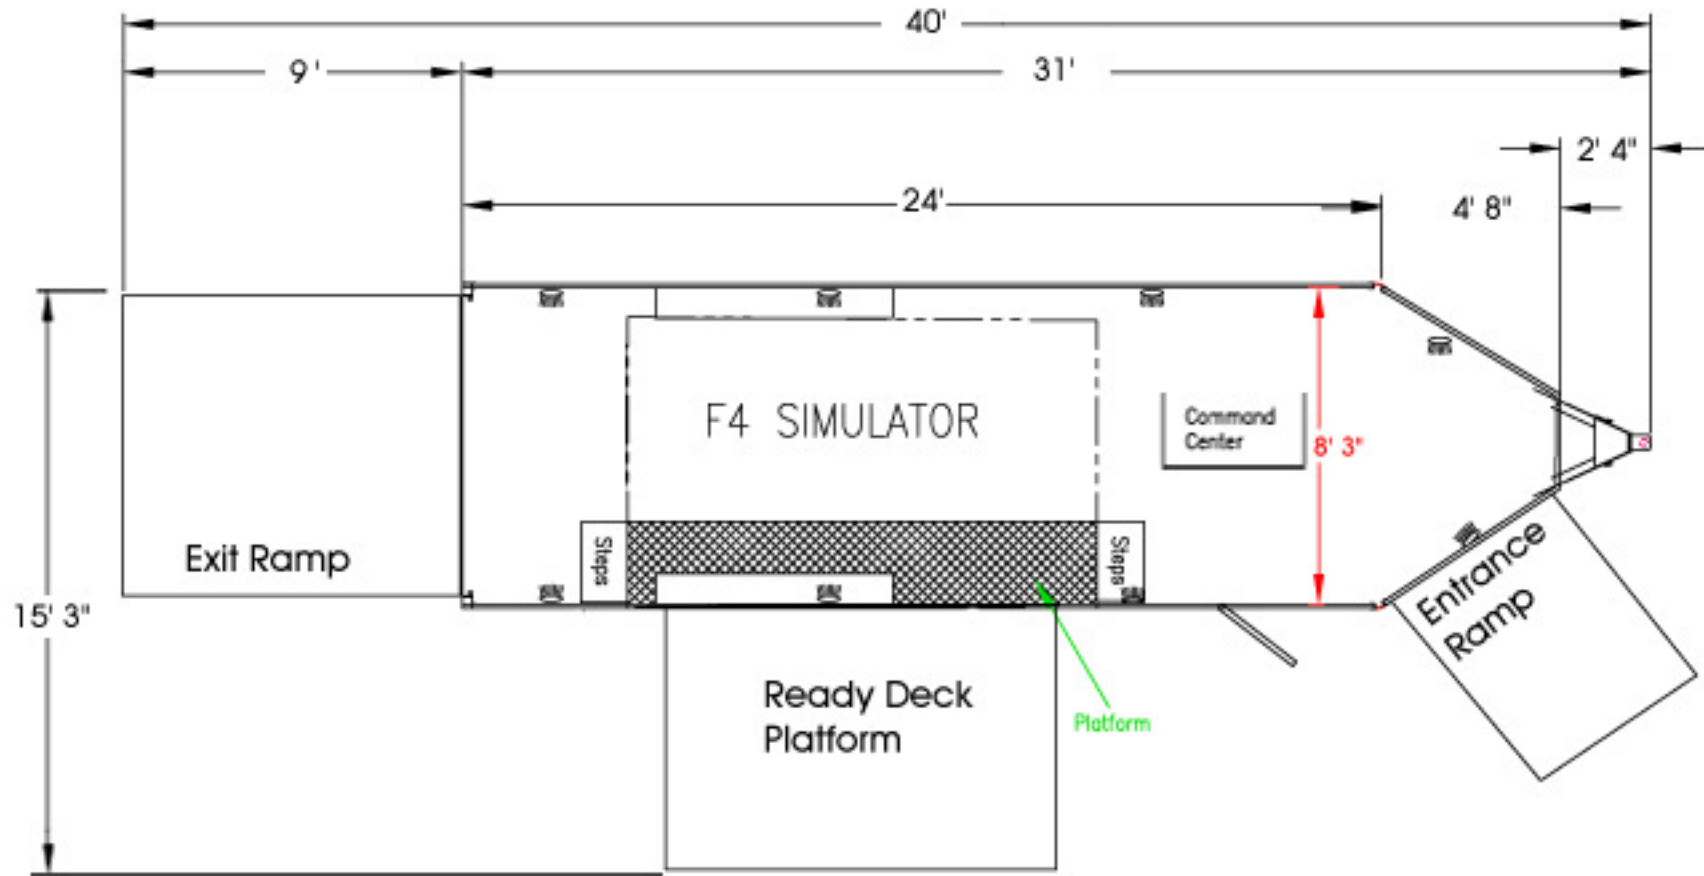 40'
9'
31'
2' 4"
24'
4' 8"
F4 SIMULATOR
Command
Center
8' 3"
Exit Ramp
Steps
Steps
Entrance
Ramp
15' 3"
Ready Deck
Platform
Platform